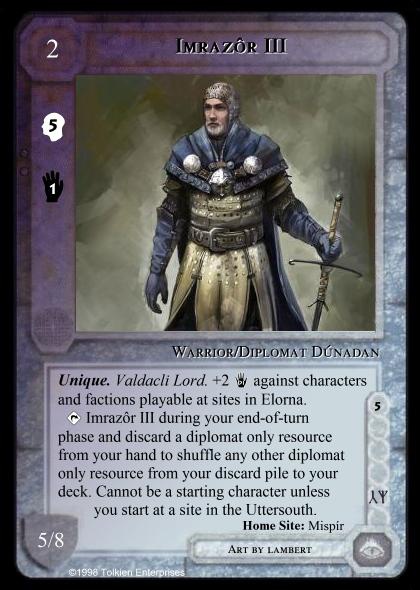 2
IMRAZÔR III
5
1
WARRIOR/DIPLOMAT DÚNADAN
Unique. Valdacli Lord. +2 against characters
and factions playable at sites in Elorna.
Imrazôr III during your end-of-turn
phase and discard a diplomat only resource
from your hand to shuffle any other diplomat
only resource from your discard pile to your
deck. Cannot be a starting character unless
you start at a site in the Uttersouth.
Home Site: Mispír
5
5/8
ART BY LAMBERT
©1998 Tolkien Enterprises